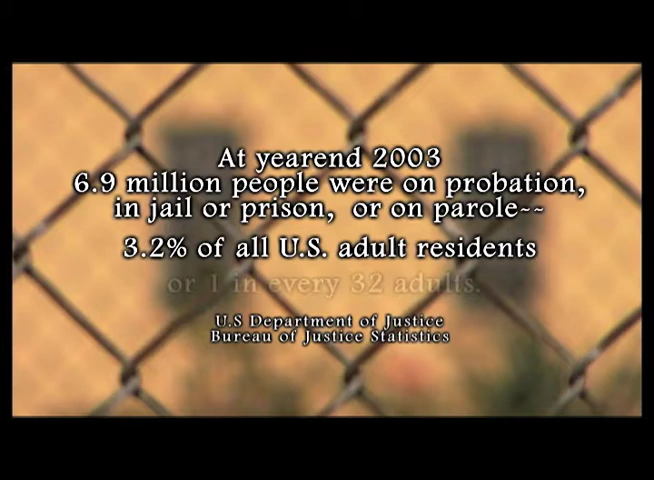 At yearend 2003
6.9 million people were on probation,
in jail or prison, or on parole~~
3.2% of all U.S. adult residents
or 1 in every 32 adults.
U.S Department of Justice
Bureau of Justice Statistics